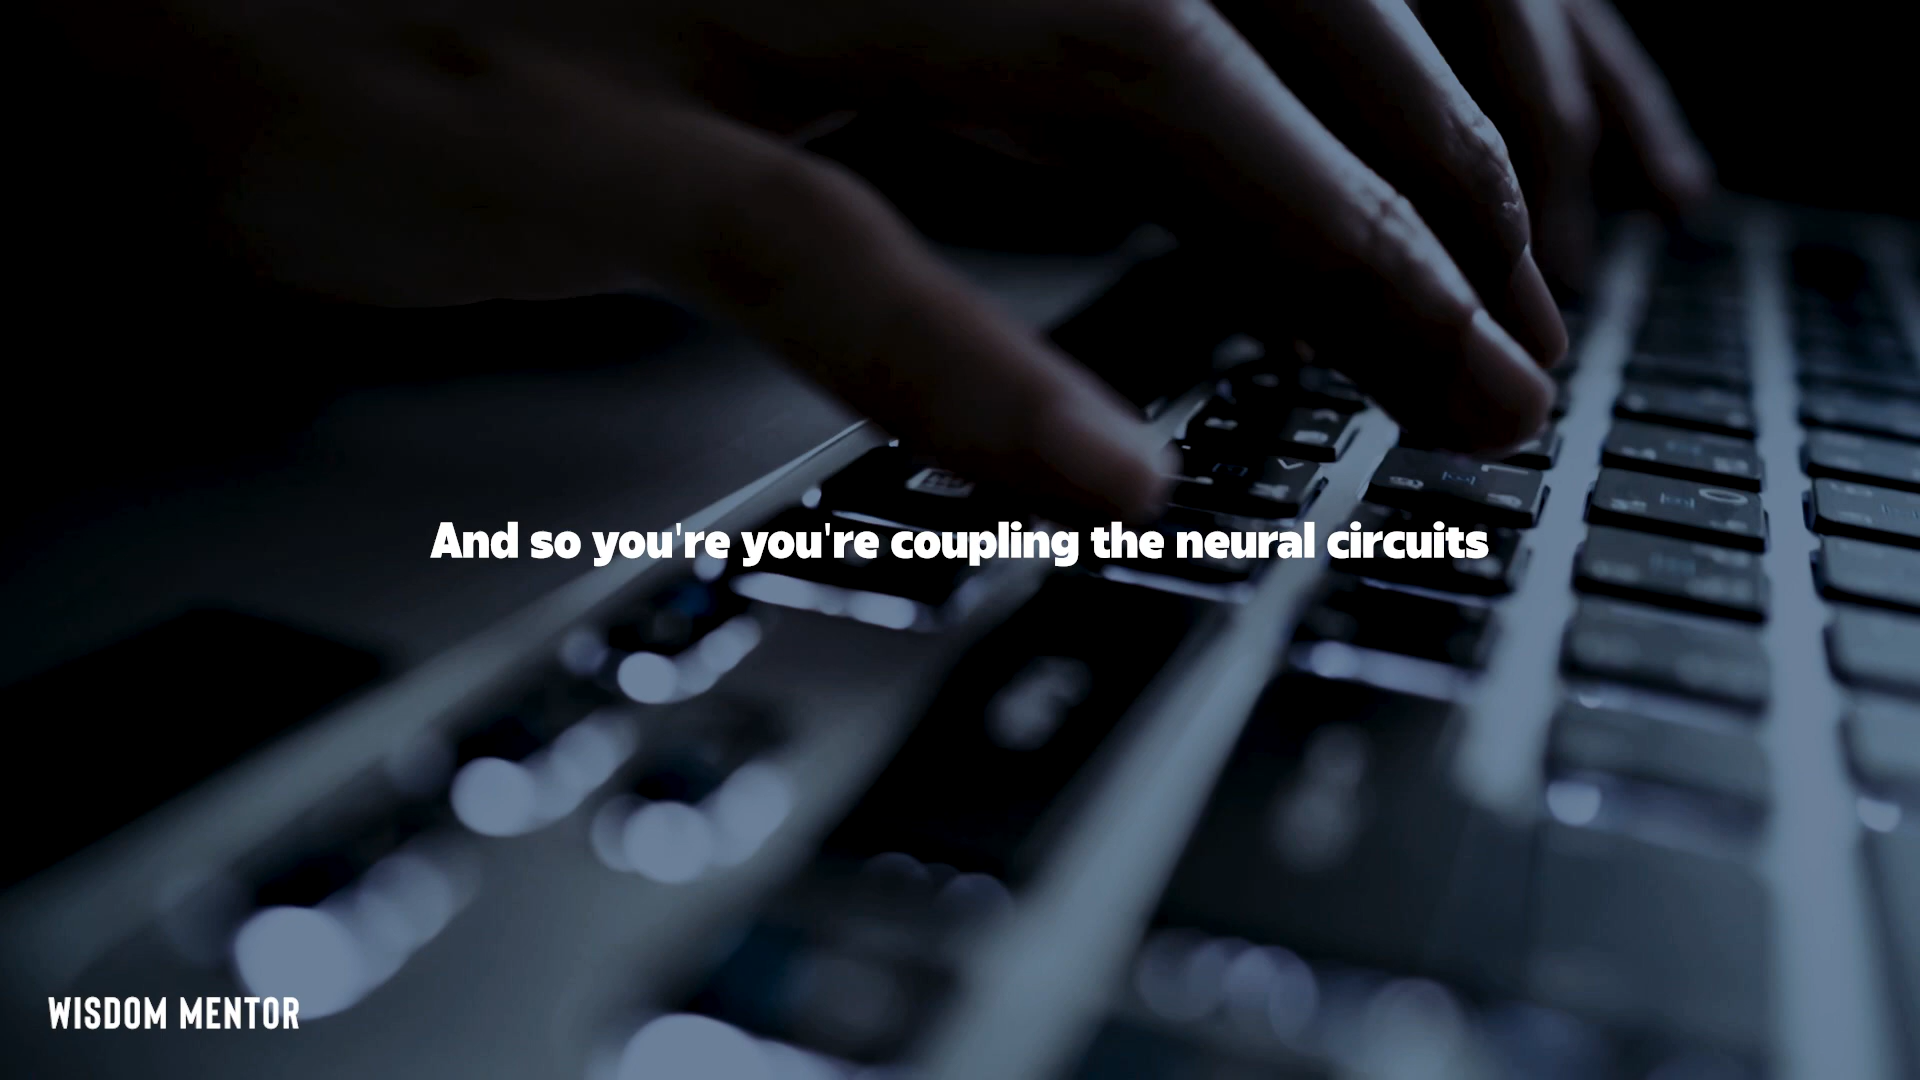 And so you're you're coupling the neural circuits
WISDOM MENTOR